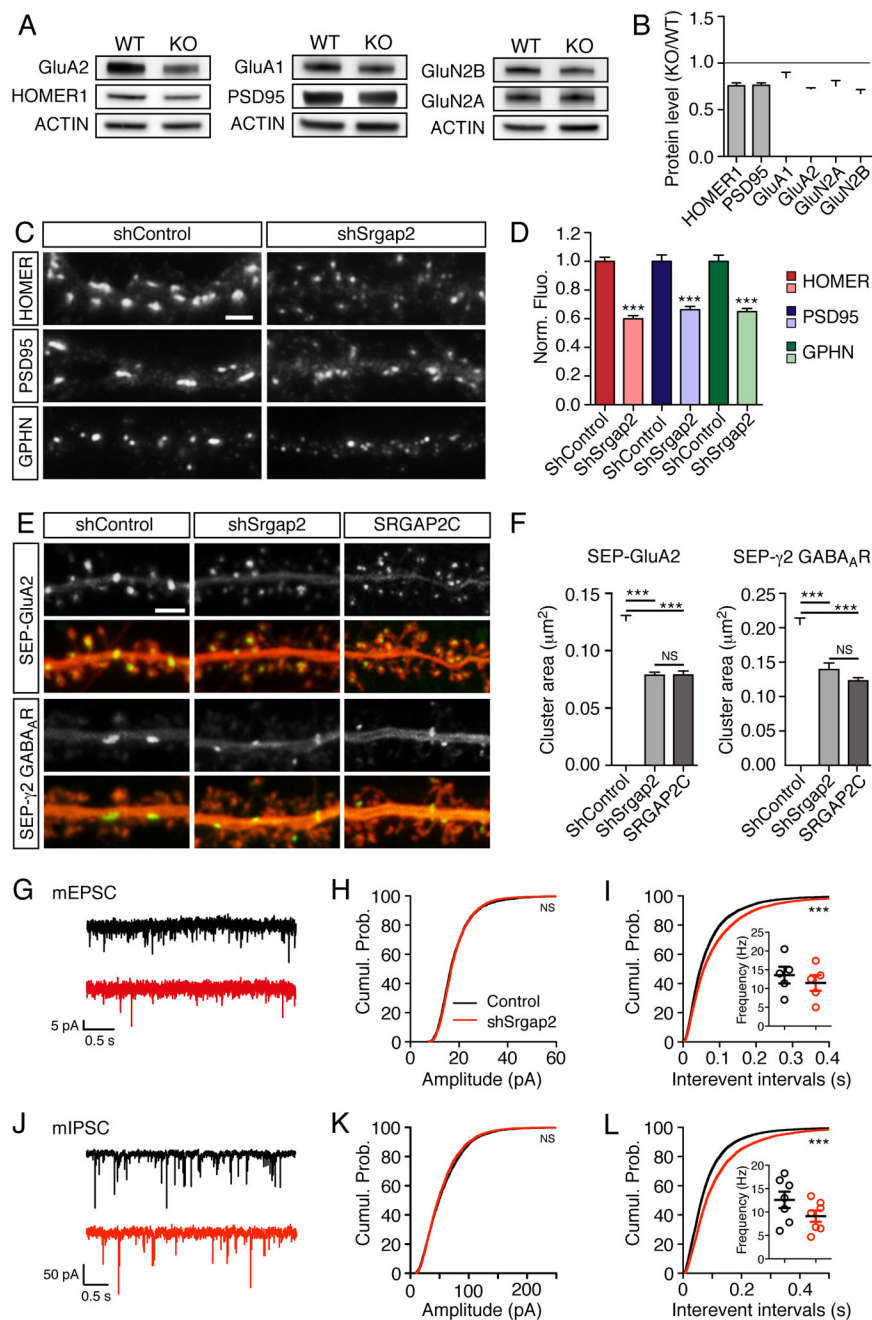 A
WT KO
GluA2
HOMER1
ACTIN
WT KO
GluA1
PSD95
ACTIN
WT KO
GluN2B
GluN2A
ACTIN
B
Protein level (KO/WT)
1.5
1.0
0.5
1.0
HOMER1
PSD95
GluA1
GluA2
GluN2A
GluN2B
C
shControl
shSrgap2
HOMER
PSD95
GPHN
D
Norm. Fluo.
1.4
1.2
1.0
0.8
0.6
0.4
0.2
0.0
***
***
***
ShControl
ShSrgap2
ShControl
ShSrgap2
ShControl
ShSrgap2
HOMER
PSD95
GPHN
E
shControl
shSrgap2
SRGAP2C
SEP-GluA2
SEP-γ2 GABAAR
F
SEP-GluA2
Cluster area (µm²)
0.15
0.10
0.05
0.00
***
***
NS
ShControl
ShSrgap2
SRGAP2C
SEP-γ2 GABAAR
Cluster area (µm²)
0.25
0.20
0.15
0.10
0.05
0.00
***
***
NS
ShControl
ShSrgap2
SRGAP2C
G
mEPSC
5 pA
0.5 s
H
Cumul. Prob.
100
80
60
40
20
0
NS
Control
shSrgap2
20 40 60
Amplitude (pA)
I
Cumul. Prob.
100
80
60
40
20
0
***
Frequency (Hz)
25
20
15
10
5
0
0 0.1 0.2 0.3 0.4
Interevent intervals (s)
J
mIPSC
50 pA
0.5 s
K
Cumul. Prob.
100
80
60
40
20
0
NS
0 100 200
Amplitude (pA)
L
Cumul. Prob.
100
80
60
40
20
0
***
Frequency (Hz)
20
15
10
5
0
0 0.2 0.4
Interevent intervals (s)